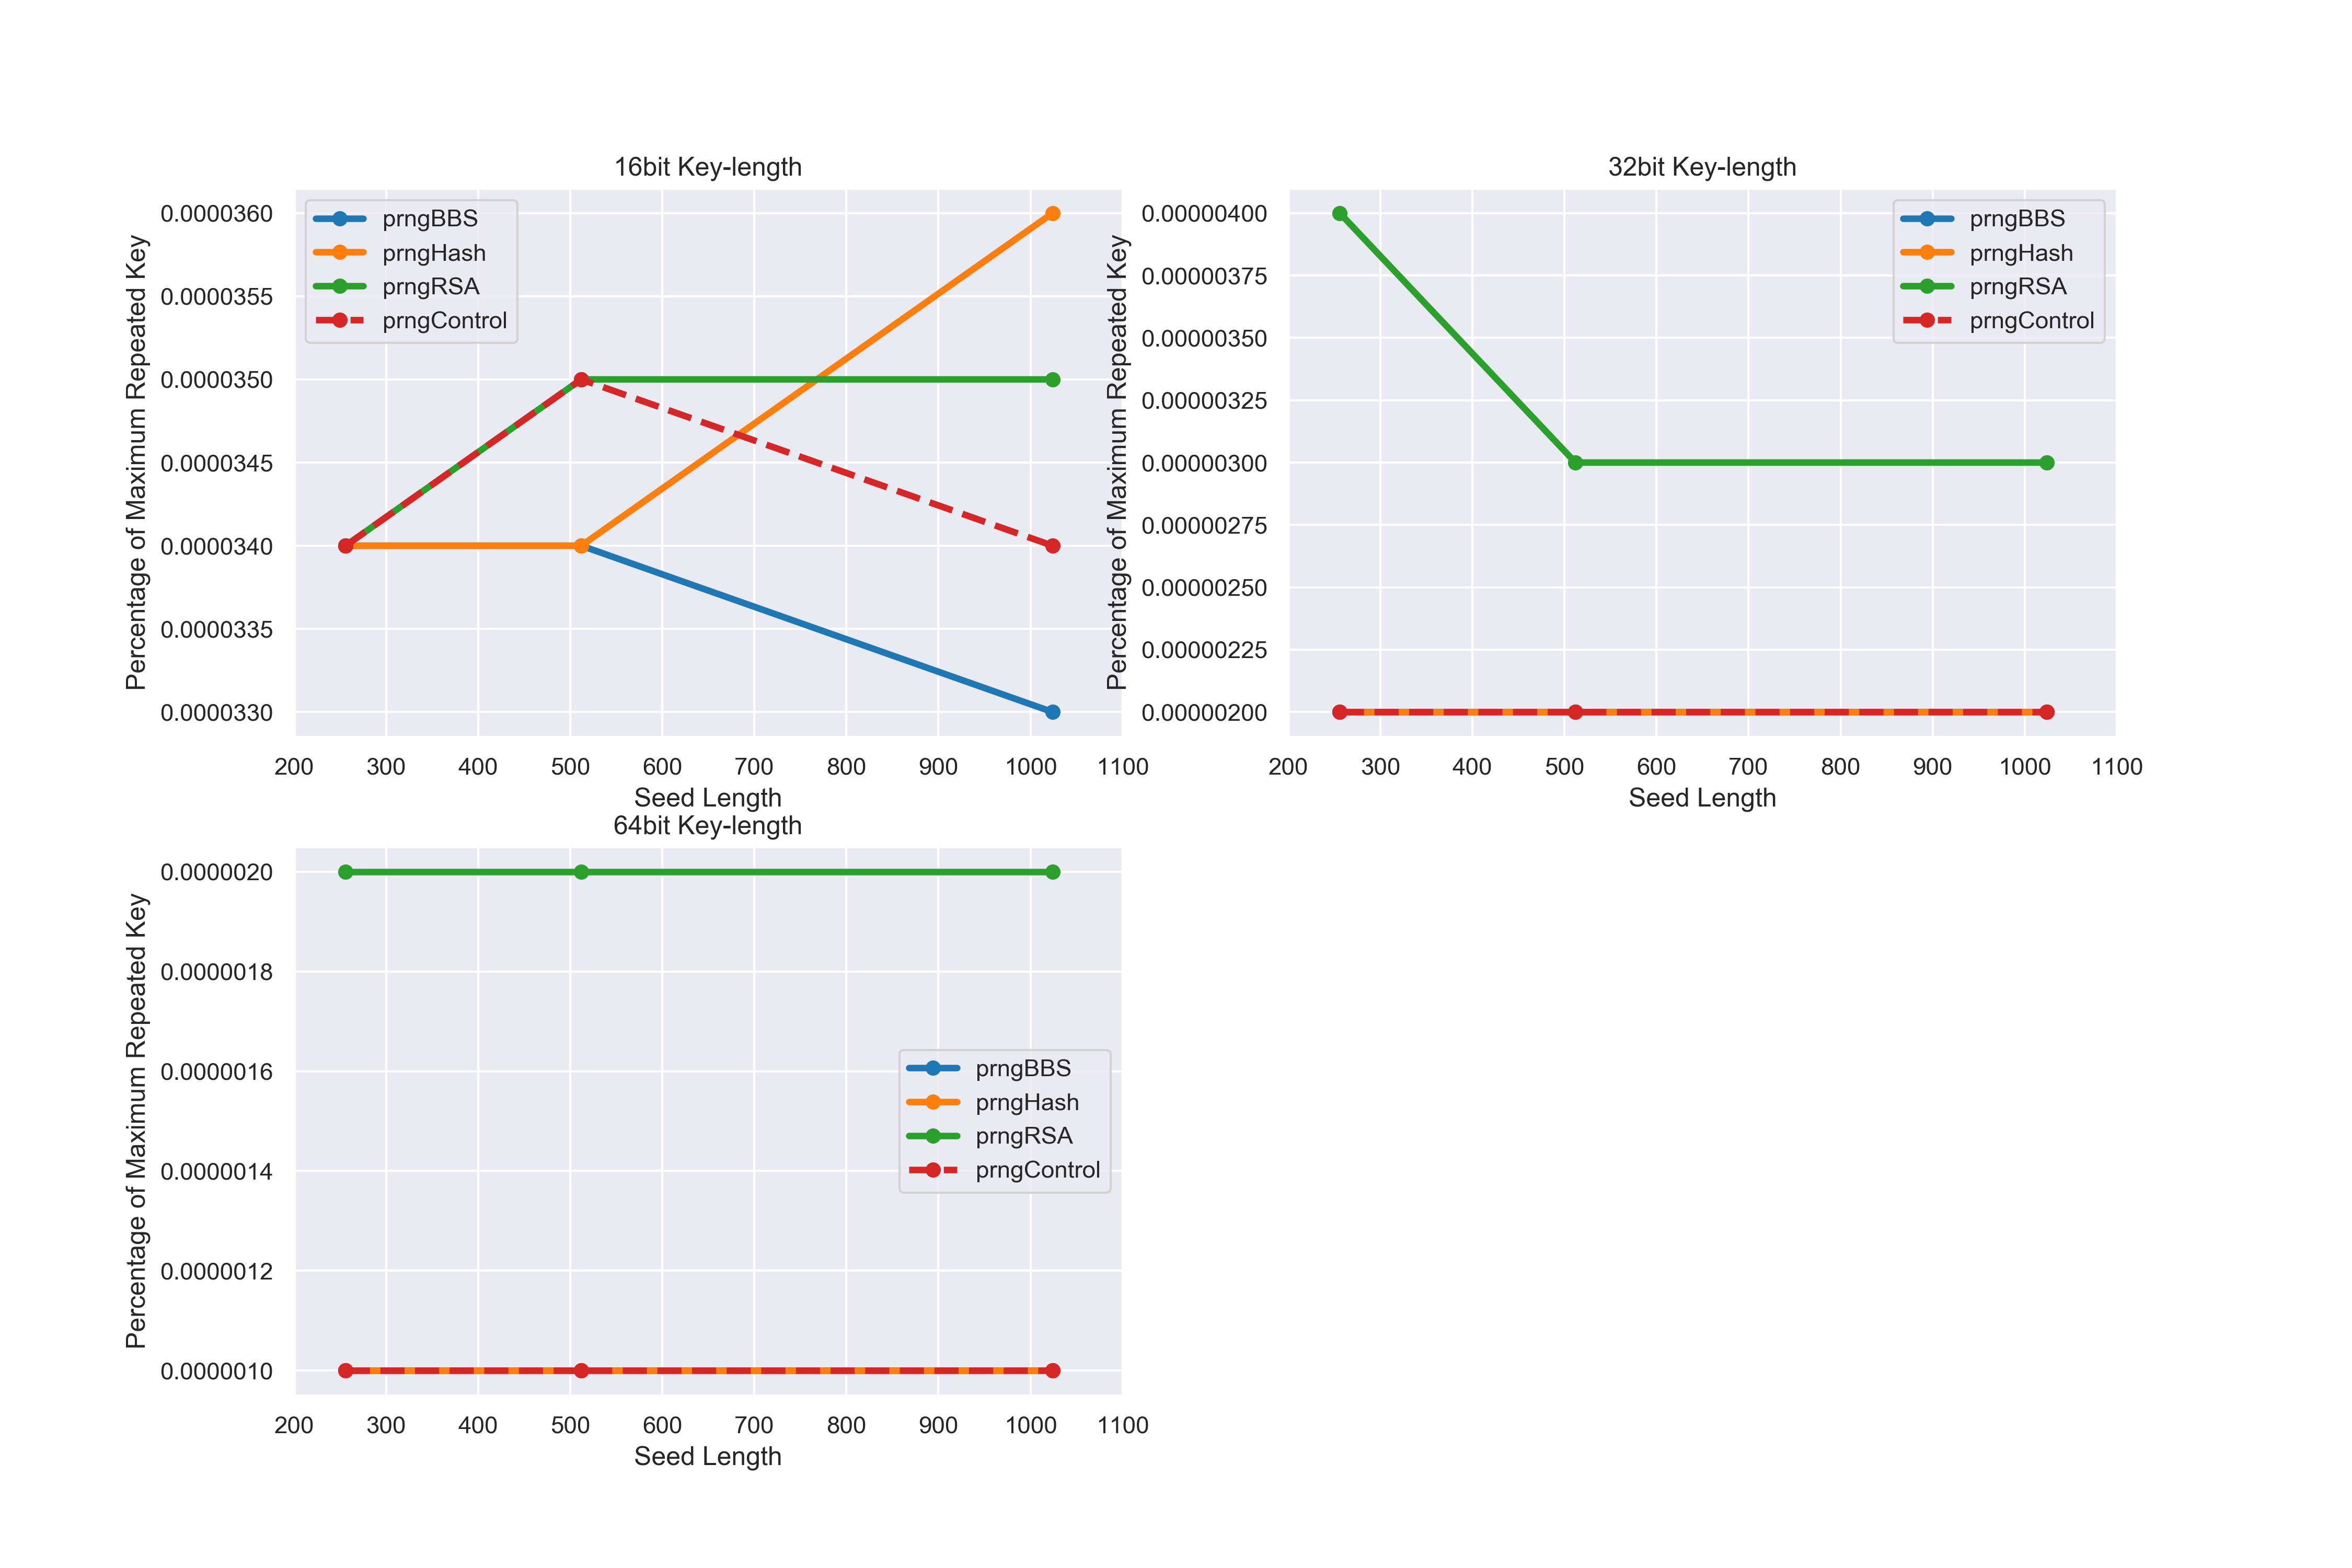 16bit Key-length
Percentage of Maximum Repeated Key
0.0000360
0.0000355
0.0000350
0.0000345
0.0000340
0.0000335
0.0000330
prngBBS
prngHash
prngRSA
prngControl
200 300 400 500 600 700 800 900 1000 1100
Seed Length
32bit Key-length
Percentage of Maximum Repeated Key
0.00000400
0.00000375
0.00000350
0.00000325
0.00000300
0.00000275
0.00000250
0.00000225
0.00000200
prngBBS
prngHash
prngRSA
prngControl
200 300 400 500 600 700 800 900 1000 1100
Seed Length
64bit Key-length
Percentage of Maximum Repeated Key
0.0000020
0.0000018
0.0000016
0.0000014
0.0000012
0.0000010
prngBBS
prngHash
prngRSA
prngControl
200 300 400 500 600 700 800 900 1000 1100
Seed Length